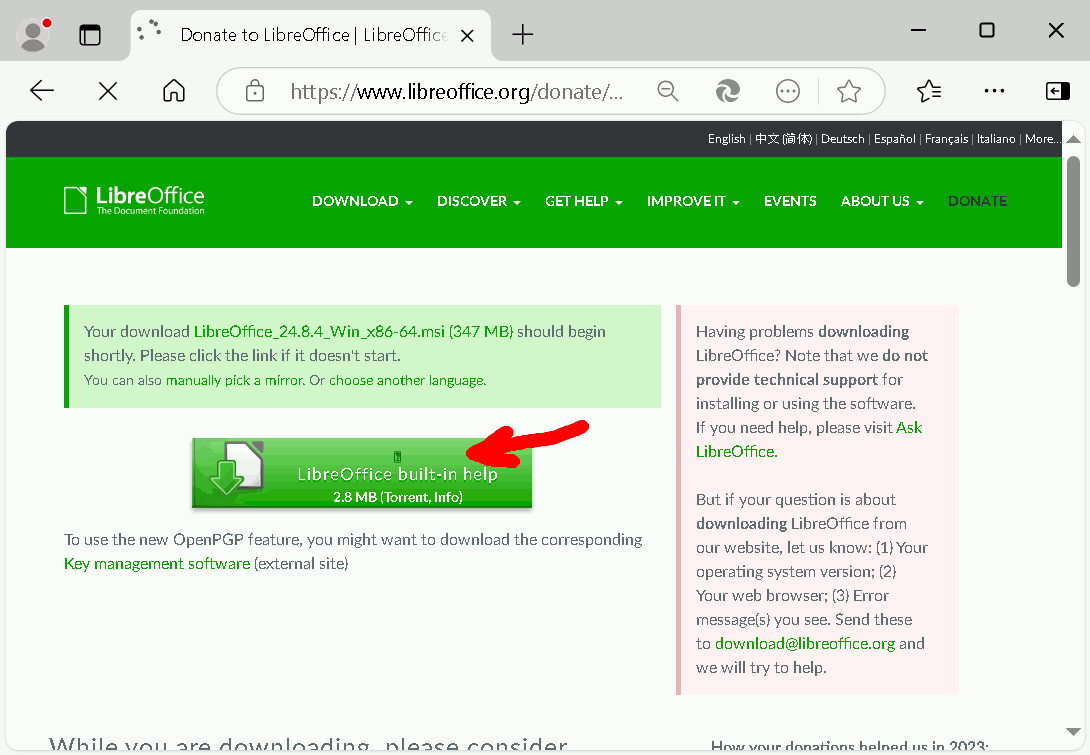 Donate to LibreOffice | LibreOffice
https://www.libreoffice.org/donate/...
English | 中文 (简体) | Deutsch | Español | Français | Italiano | More...
LibreOffice
The Document Foundation
DOWNLOAD
DISCOVER
GET HELP
IMPROVE IT
EVENTS
ABOUT US
DONATE
Your download LibreOffice_24.8.4_Win_x86-64.msi (347 MB) should begin
shortly. Please click the link if it doesn't start.
You can also manually pick a mirror. Or choose another language.
LibreOffice built-in help
2.8 MB (Torrent, Info)
To use the new OpenPGP feature, you might want to download the corresponding
Key management software (external site)
Having problems downloading
LibreOffice? Note that we do not
provide technical support for
installing or using the software.
If you need help, please visit Ask
LibreOffice.
But if your question is about
downloading LibreOffice from
our website, let us know: (1) Your
operating system version; (2)
Your web browser; (3) Error
message(s) you see. Send these
to download@libreoffice.org and
we will try to help.
While you are downloading, please consider
How your donations helped us in 2023: